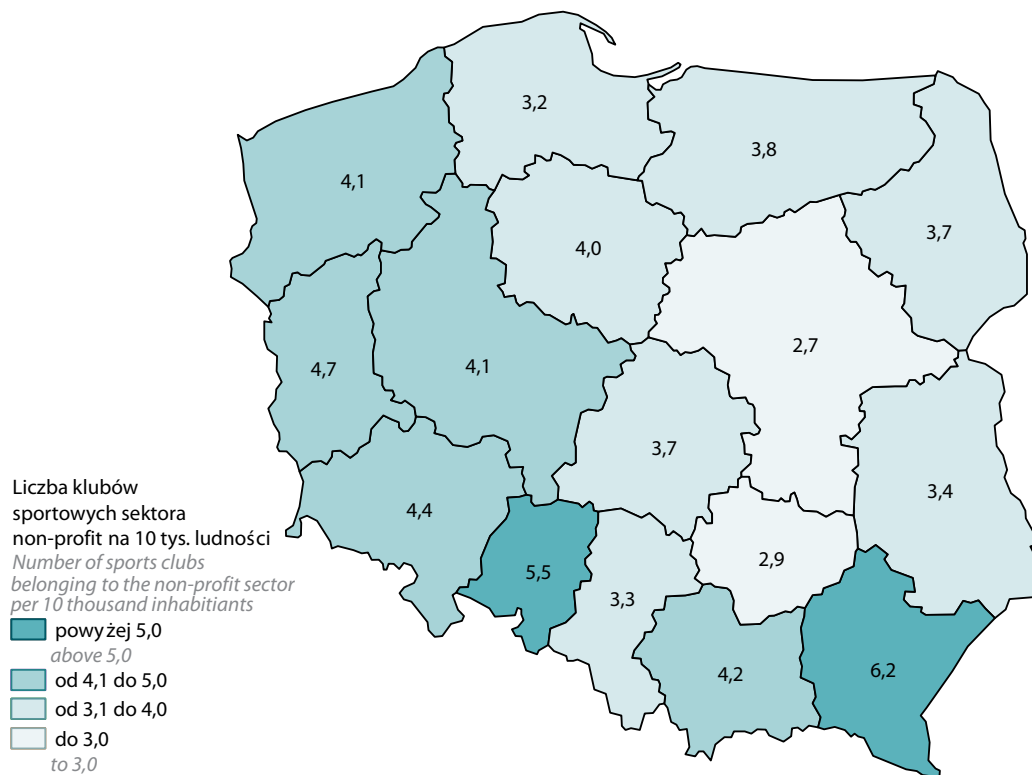 3,2
3,8
4,1
3,7
4,0
2,7
4,7
4,1
3,7
3,4
4,4
2,9
5,5
3,3
4,2
6,2
Liczba klubów
sportowych sektora
non-profit na 10 tys. ludności
Number of sports clubs
belonging to the non-profit sector
per 10 thousand inhabitiants
powyżej 5,0
above 5,0
od 4,1 do 5,0
od 3,1 do 4,0
do 3,0
to 3,0